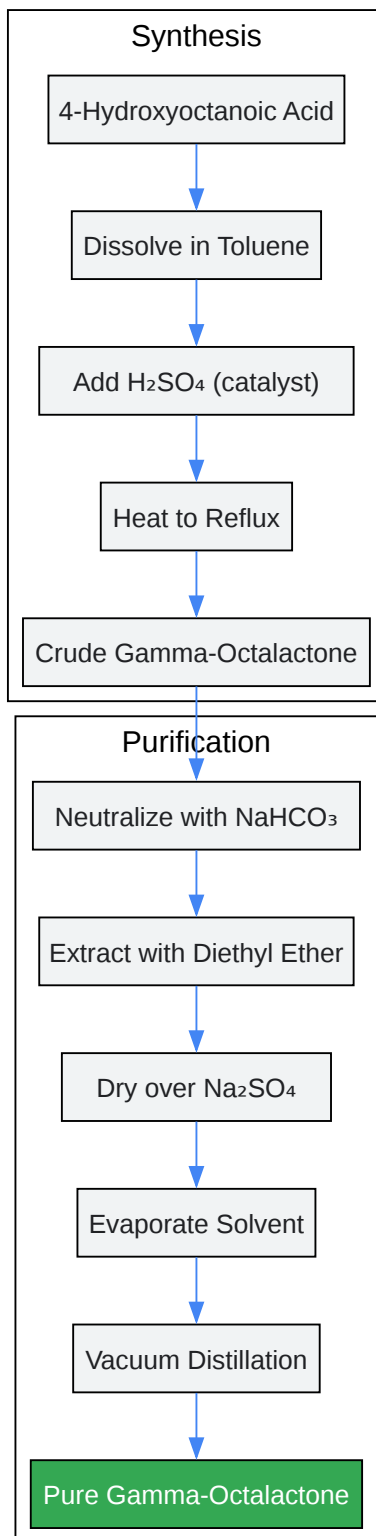 Synthesis
4-Hydroxyoctanoic Acid
Dissolve in Toluene
Add H₂SO₄ (catalyst)
Heat to Reflux
Crude Gamma-Octalactone
Purification
Neutralize with NaHCO₃
Extract with Diethyl Ether
Dry over Na₂SO₄
Evaporate Solvent
Vacuum Distillation
Pure Gamma-Octalactone